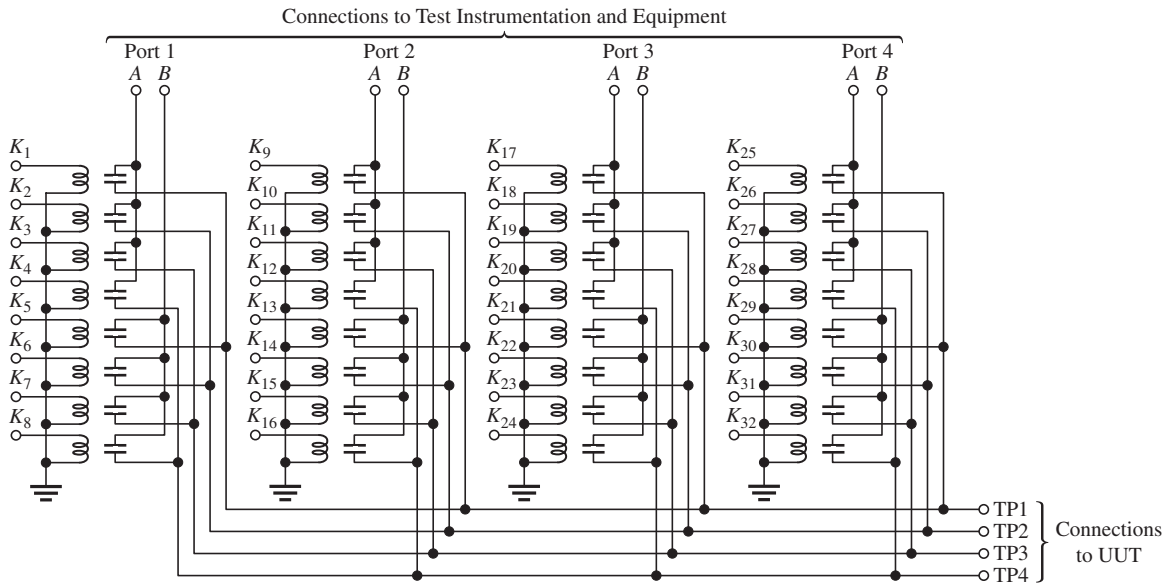 Connections to Test Instrumentation and Equipment
Port 1 Port 2 Port 3 Port 4
A B A B A B A B
K1 K9 K17 K25
K2 K10 K18 K26
K3 K11 K19 K27
K4 K12 K20 K28
K5 K13 K21 K29
K6 K14 K22 K30
K7 K15 K23 K31
K8 K16 K24 K32
TP1
TP2
TP3
TP4
Connections
to UUT